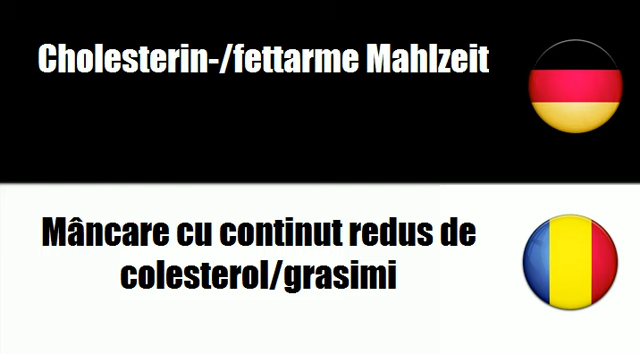 Cholesterin-/fettarme Mahlzeit
Mâncare cu continut redus de
colesterol/grasimi